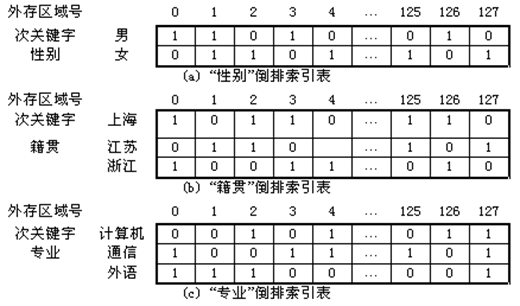 外存区域号 0 1 2 3 4 … 125 126 127
次关键字 男 1 1 0 1 0 … 0 1 0
性别 女 0 1 1 0 1 … 1 0 1
(a) “性别”倒排索引表
外存区域号 0 1 2 3 4 … 125 126 127
次关键字 上海 1 0 1 1 0 … 1 1 0
籍贯 江苏 0 1 1 0 … 1 0 1
浙江 1 0 0 1 1 … 0 1 0
(b) “籍贯”倒排索引表
外存区域号 0 1 2 3 4 … 125 126 127
次关键字 计算机 0 0 1 0 1 … 0 1 1
专业 通信 1 0 0 1 1 … 1 0 1
外语 1 1 1 0 0 … 0 0 1
(c) “专业”倒排索引表